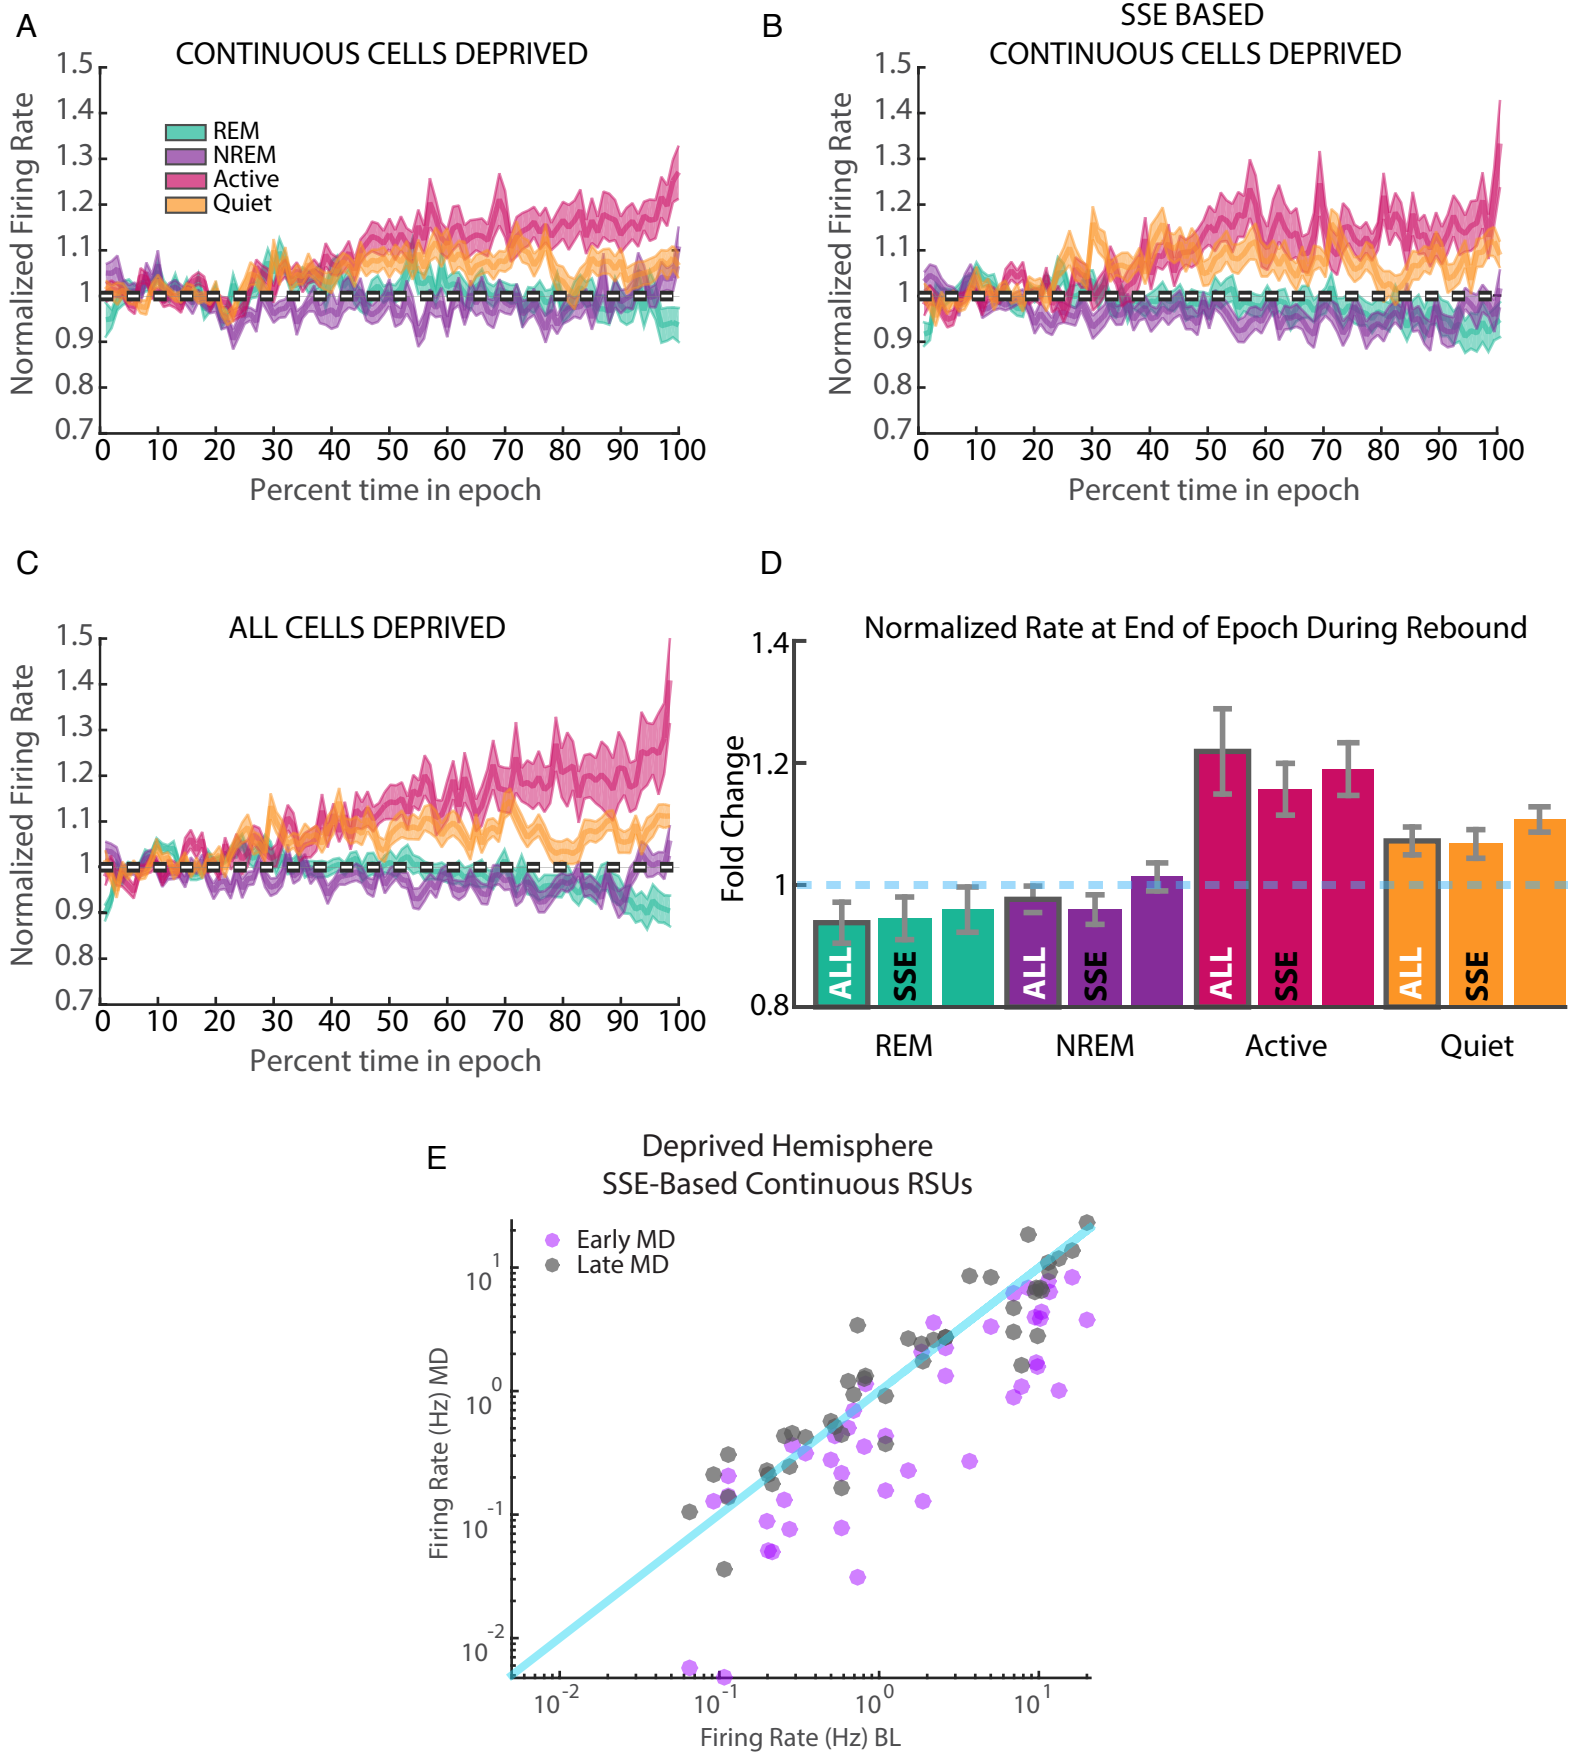 A
CONTINUOUS CELLS DEPRIVED
1.5
1.4
1.3
1.2
1.1
1
0.9
0.8
0.7
Normalized Firing Rate
REM
NREM
Active
Quiet
0 10 20 30 40 50 60 70 80 90 100
Percent time in epoch
B
SSE BASED
CONTINUOUS CELLS DEPRIVED
1.5
1.4
1.3
1.2
1.1
1
0.9
0.8
0.7
Normalized Firing Rate
0 10 20 30 40 50 60 70 80 90 100
Percent time in epoch
C
ALL CELLS DEPRIVED
1.5
1.4
1.3
1.2
1.1
1
0.9
0.8
0.7
Normalized Firing Rate
0 10 20 30 40 50 60 70 80 90 100
Percent time in epoch
D
Normalized Rate at End of Epoch During Rebound
1.4
1.2
1
0.8
Fold Change
ALL SSE ALL SSE ALL SSE ALL SSE
REM NREM Active Quiet
E
Deprived Hemisphere
SSE-Based Continuous RSUs
Early MD
Late MD
10^1
10^0
10^-1
10^-2
Firing Rate (Hz) MD
10^-2 10^-1 10^0 10^1
Firing Rate (Hz) BL